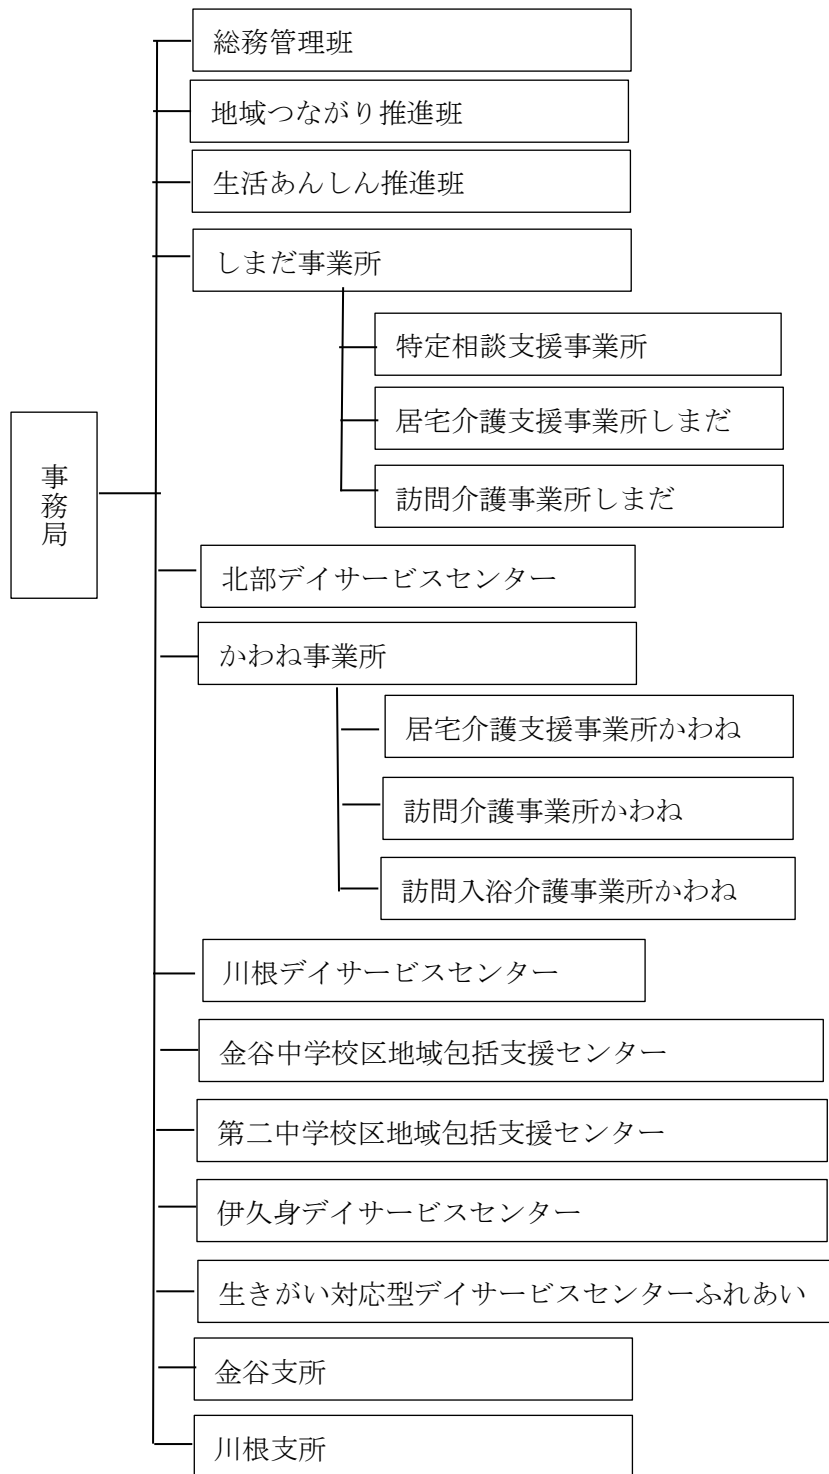 総務管理班
地域つながり推進班
生活あんしん推進班
しまだ事業所
特定相談支援事業所
居宅介護支援事業所しまだ
訪問介護事業所しまだ
事務局
北部デイサービスセンター
かわね事業所
居宅介護支援事業所かわね
訪問介護事業所かわね
訪問入浴介護事業所かわね
川根デイサービスセンター
金谷中学校区地域包括支援センター
第二中学校区地域包括支援センター
伊久身デイサービスセンター
生きがい対応型デイサービスセンターふれあい
金谷支所
川根支所